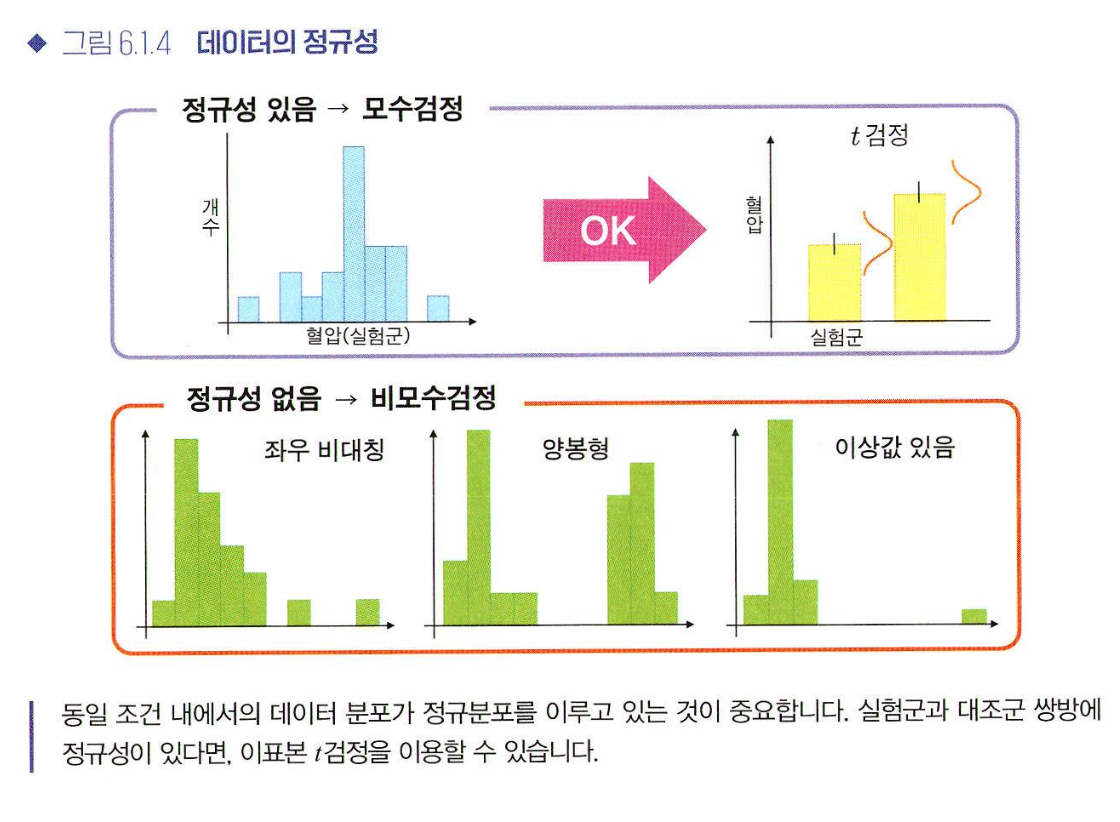 ◆ 그림 6.1.4 데이터의 정규성
정규성 있음 → 모수검정
개수
혈압(실험군)
OK
t 검정
혈압
실험군
정규성 없음 → 비모수검정
좌우 비대칭
양봉형
이상값 있음
동일 조건 내에서의 데이터 분포가 정규분포를 이루고 있는 것이 중요합니다. 실험군과 대조군 쌍방에
정규성이 있다면, 이표본 t검정을 이용할 수 있습니다.